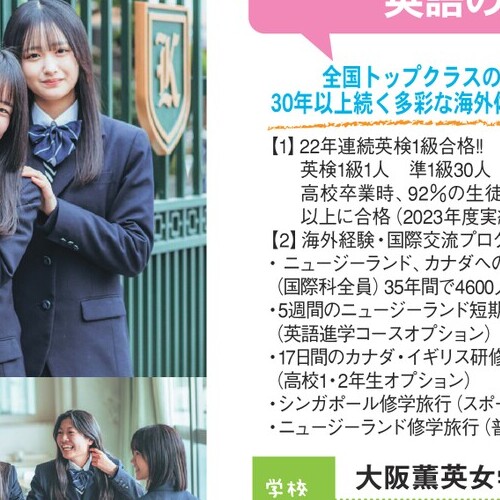 K
英語の
全国トップクラスの
30年以上続く多彩な海外
【1】22年連続英検1級合格!!
英検1級1人　準1級30人
高校卒業時、92%の生徒
以上に合格(2023年度実
【2】海外経験・国際交流プログ
・ ニュージーランド、カナダへの
(国際科全員) 35年間で4600
・5週間のニュージーランド短期
(英語進学コースオプション)
・17日間のカナダ・イギリス研修
(高校1・2年生オプション)
・シンガポール修学旅行(スポー
・ニュージーランド修学旅行(普
学校
大阪薫英女